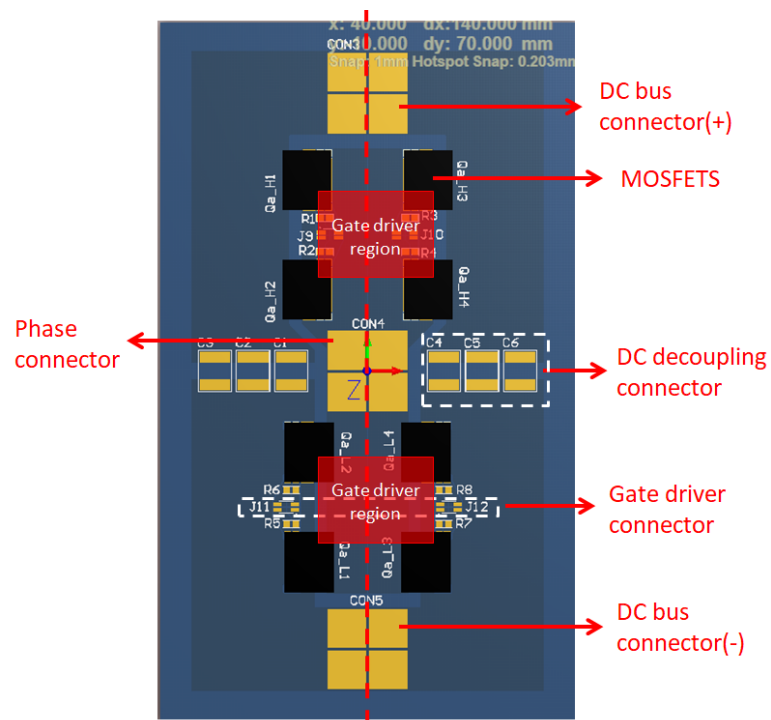 x: 40.000 dx:140.000 mm
y: 10.000 dy: 70.000 mm
CON3
Snap: 1mm Hotspot Snap: 0.203mm
DC bus
connector(+)
Qa_H1
Qa_H3
MOSFETS
R1
R3
J9
J10
R2
R4
Gate driver
region
Qa_H2
Qa_H4
Phase
connector
CON4
C3
C2
C1
C4
C5
C6
Z
DC decoupling
connector
Qa_L2
Qa_L4
R6
R8
J11
J12
R5
R7
Gate driver
region
Gate driver
connector
Qa_L1
Qa_L3
CON5
DC bus
connector(-)